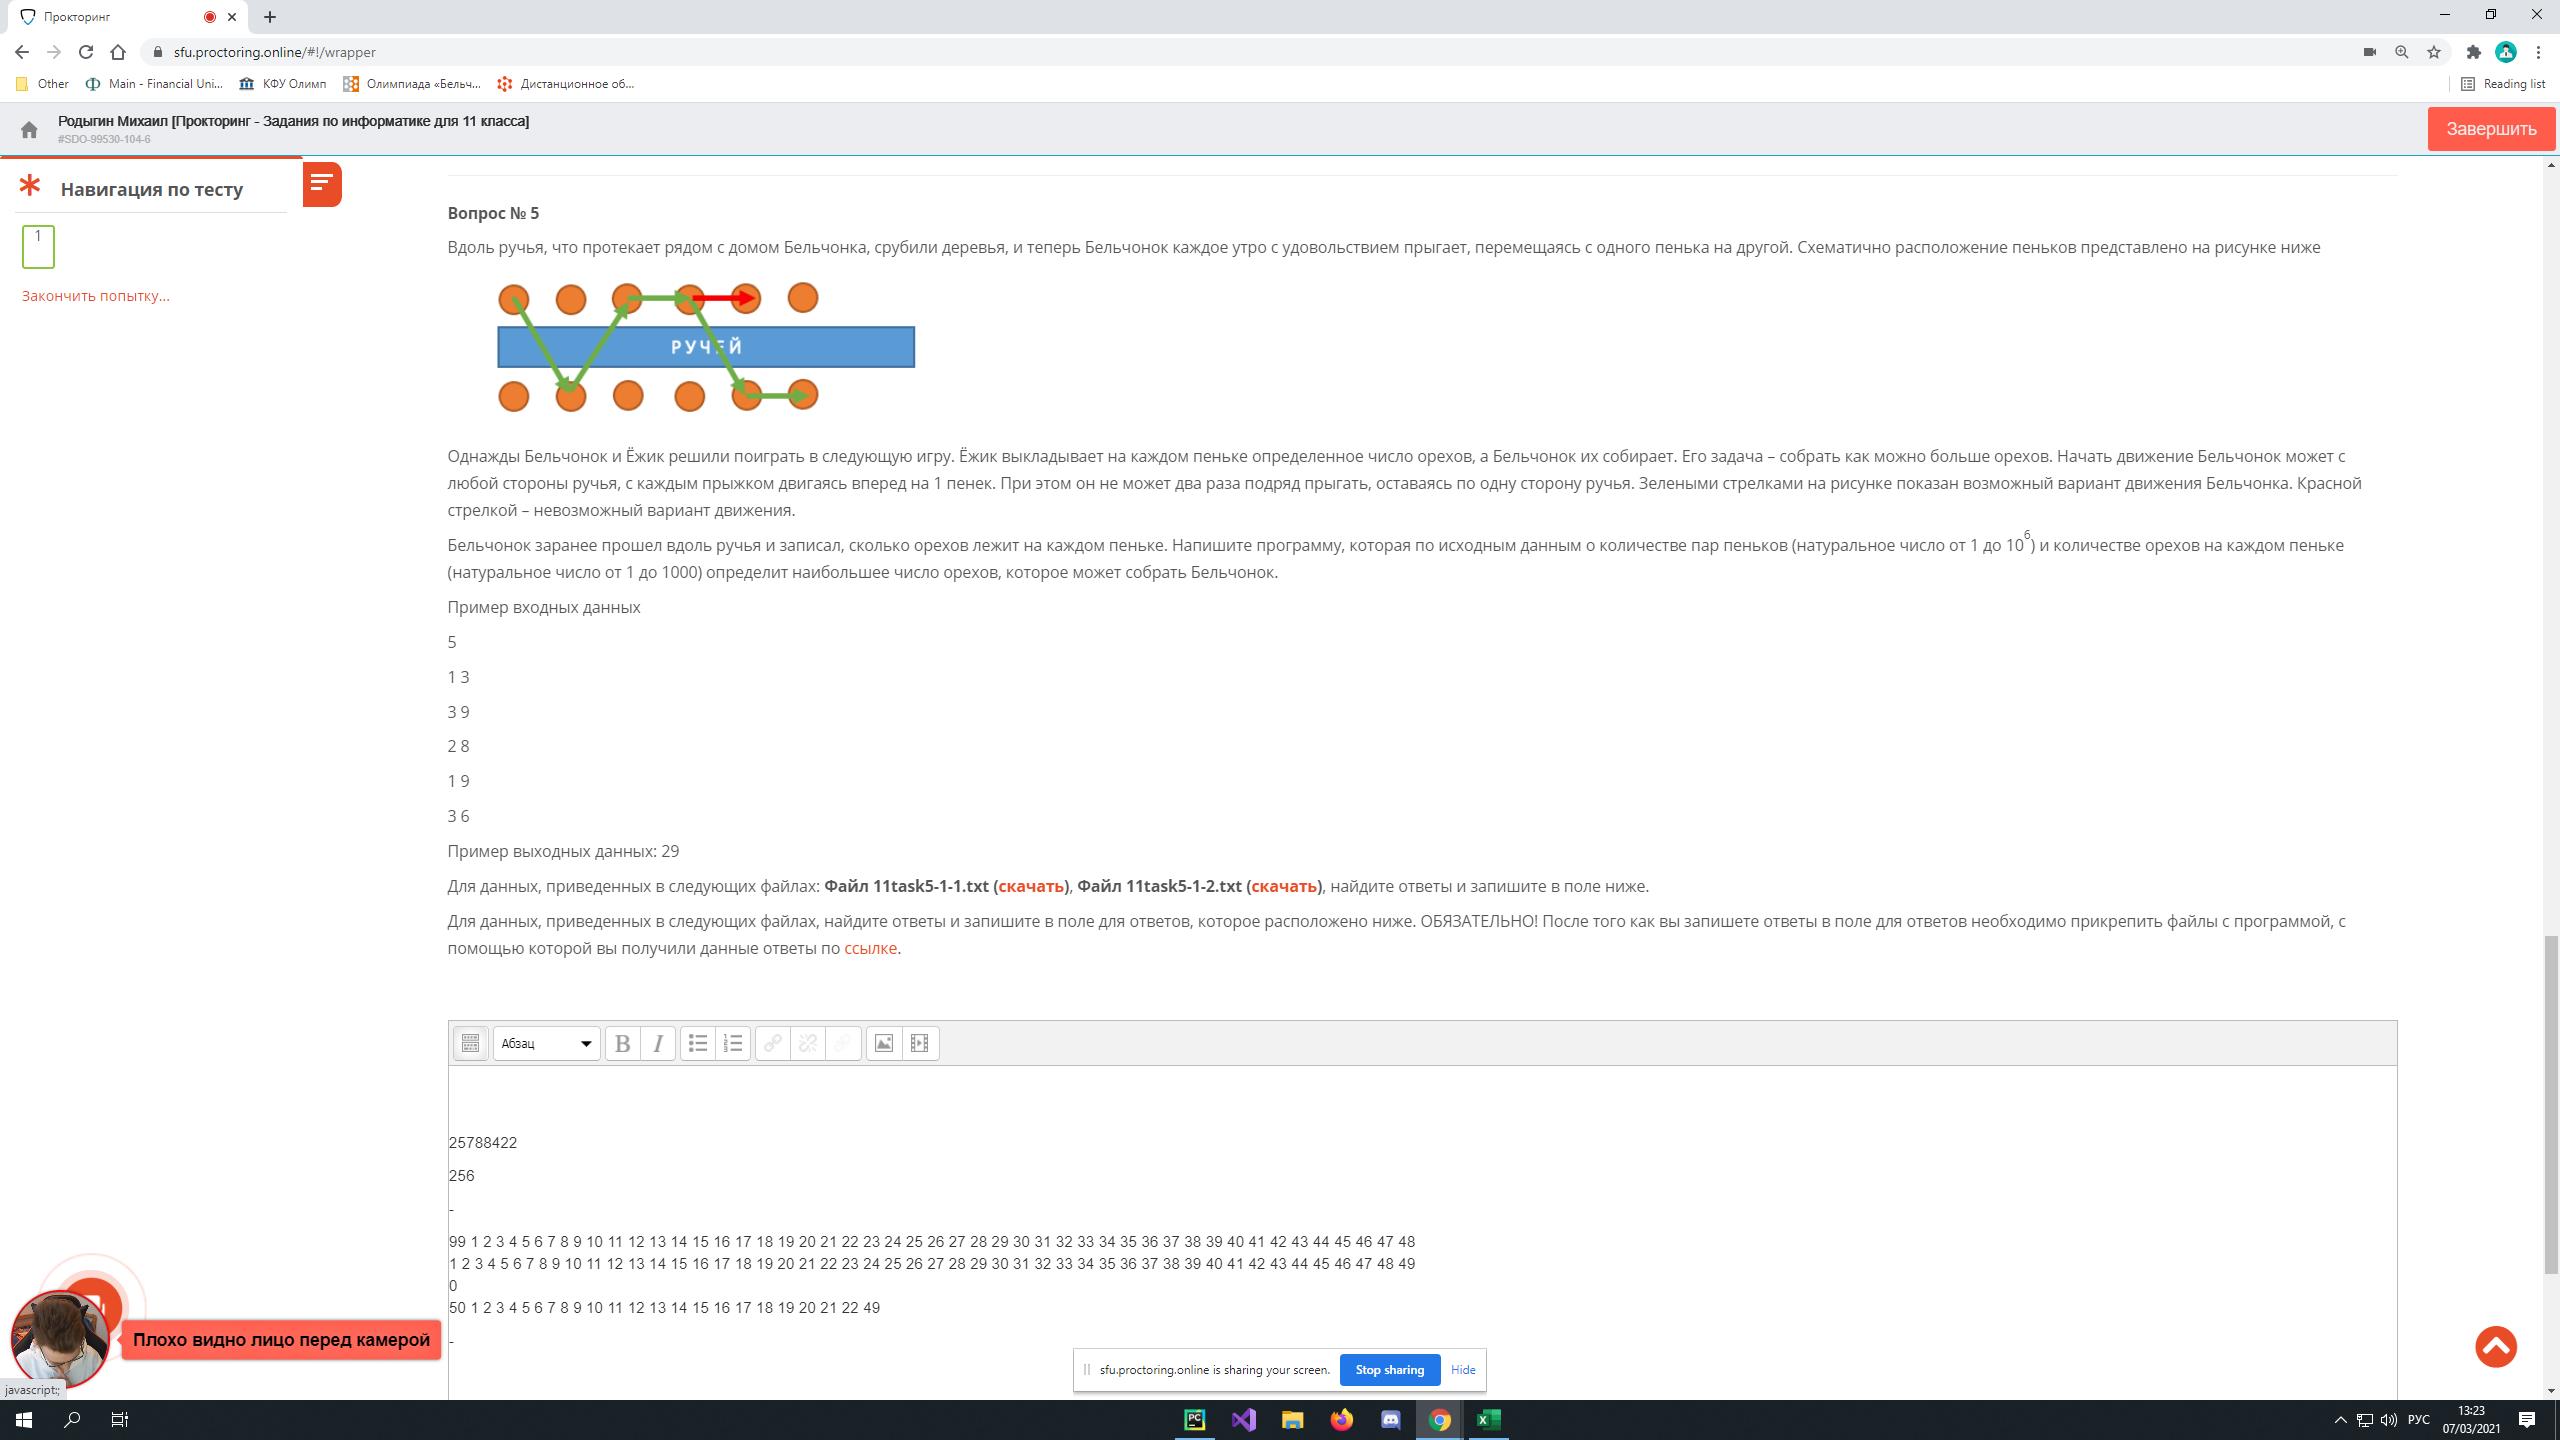 Прокторинг
sfu.proctoring.online/#!/wrapper
Other
Main - Financial Uni...
КФУ Олимп
Олимпиада «Бельч...
Дистанционное об...
Reading list
Родыгин Михаил [Прокторинг - Задания по информатике для 11 класса]
#SDO-99530-104-6
Завершить
Навигация по тесту
1
Закончить попытку...
Вопрос № 5
Вдоль ручья, что протекает рядом с домом Бельчонка, срубили деревья, и теперь Бельчонок каждое утро с удовольствием прыгает, перемещаясь с одного пенька на другой. Схематично расположение пеньков представлено на рисунке ниже
РУЧЕЙ
Однажды Бельчонок и Ёжик решили поиграть в следующую игру. Ёжик выкладывает на каждом пеньке определенное число орехов, а Бельчонок их собирает. Его задача – собрать как можно больше орехов. Начать движение Бельчонок может с
любой стороны ручья, с каждым прыжком двигаясь вперед на 1 пенек. При этом он не может два раза подряд прыгать, оставаясь по одну сторону ручья. Зелеными стрелками на рисунке показан возможный вариант движения Бельчонка. Красной
стрелкой – невозможный вариант движения.
Бельчонок заранее прошел вдоль ручья и записал, сколько орехов лежит на каждом пеньке. Напишите программу, которая по исходным данным о количестве пар пеньков (натуральное число от 1 до 10^6) и количестве орехов на каждом пеньке
(натуральное число от 1 до 1000) определит наибольшее число орехов, которое может собрать Бельчонок.
Пример входных данных
5
1 3
3 9
2 8
1 9
3 6
Пример выходных данных: 29
Для данных, приведенных в следующих файлах: Файл 11task5-1-1.txt (скачать), Файл 11task5-1-2.txt (скачать), найдите ответы и запишите в поле ниже.
Для данных, приведенных в следующих файлах, найдите ответы и запишите в поле для ответов, которое расположено ниже. ОБЯЗАТЕЛЬНО! После того как вы запишете ответы в поле для ответов необходимо прикрепить файлы с программой, с
помощью которой вы получили данные ответы по ссылке.
Абзац
B I
25788422
256
-
99 1 2 3 4 5 6 7 8 9 10 11 12 13 14 15 16 17 18 19 20 21 22 23 24 25 26 27 28 29 30 31 32 33 34 35 36 37 38 39 40 41 42 43 44 45 46 47 48
1 2 3 4 5 6 7 8 9 10 11 12 13 14 15 16 17 18 19 20 21 22 23 24 25 26 27 28 29 30 31 32 33 34 35 36 37 38 39 40 41 42 43 44 45 46 47 48 49
0
50 1 2 3 4 5 6 7 8 9 10 11 12 13 14 15 16 17 18 19 20 21 22 49
-
Плохо видно лицо перед камерой
sfu.proctoring.online is sharing your screen.
Stop sharing
Hide
javascript:;
РУС
13:23
07/03/2021